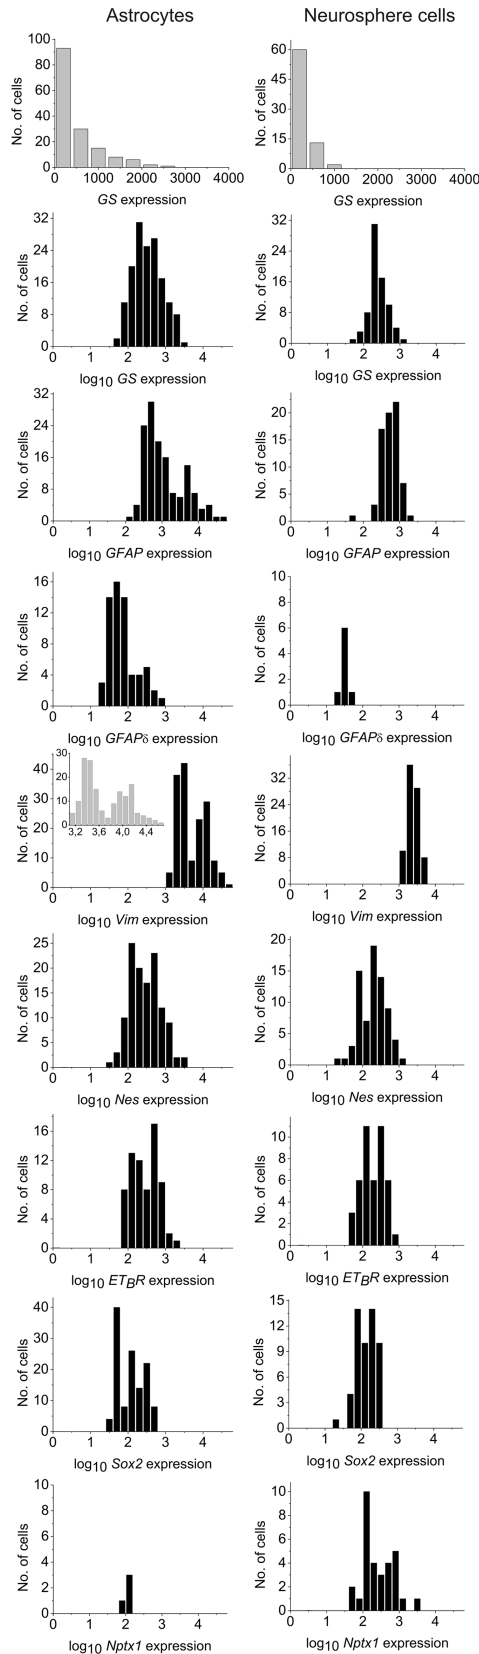 Astrocytes Neurosphere cells
100
80
60
40
20
0
No. of cells
0 1000 2000 3000 4000
GS expression
60
45
30
15
0
No. of cells
0 1000 2000 3000 4000
GS expression
32
24
16
8
0
No. of cells
0 1 2 3 4
log10 GS expression
32
24
16
8
0
No. of cells
0 1 2 3 4
log10 GS expression
32
24
16
8
0
No. of cells
0 1 2 3 4
log10 GFAP expression
20
15
10
5
0
No. of cells
0 1 2 3 4
log10 GFAP expression
16
12
8
4
0
No. of cells
0 1 2 3 4
log10 GFAPδ expression
10
8
6
4
2
0
No. of cells
0 1 2 3 4
log10 GFAPδ expression
40
30
20
10
0
No. of cells
30
20
10
0
3,2 3,6 4,0 4,4
0 1 2 3 4
log10 Vim expression
32
24
16
8
0
No. of cells
0 1 2 3 4
log10 Vim expression
25
20
15
10
5
0
No. of cells
0 1 2 3 4
log10 Nes expression
20
15
10
5
0
No. of cells
0 1 2 3 4
log10 Nes expression
16
12
8
4
0
No. of cells
0 1 2 3 4
log10 ETBR expression
10
8
6
4
2
0
No. of cells
0 1 2 3 4
log10 ETBR expression
40
30
20
10
0
No. of cells
0 1 2 3 4
log10 Sox2 expression
15
12
9
6
3
0
No. of cells
0 1 2 3 4
log10 Sox2 expression
10
8
6
4
2
0
No. of cells
0 1 2 3 4
log10 Nptx1 expression
10
8
6
4
2
0
No. of cells
0 1 2 3 4
log10 Nptx1 expression